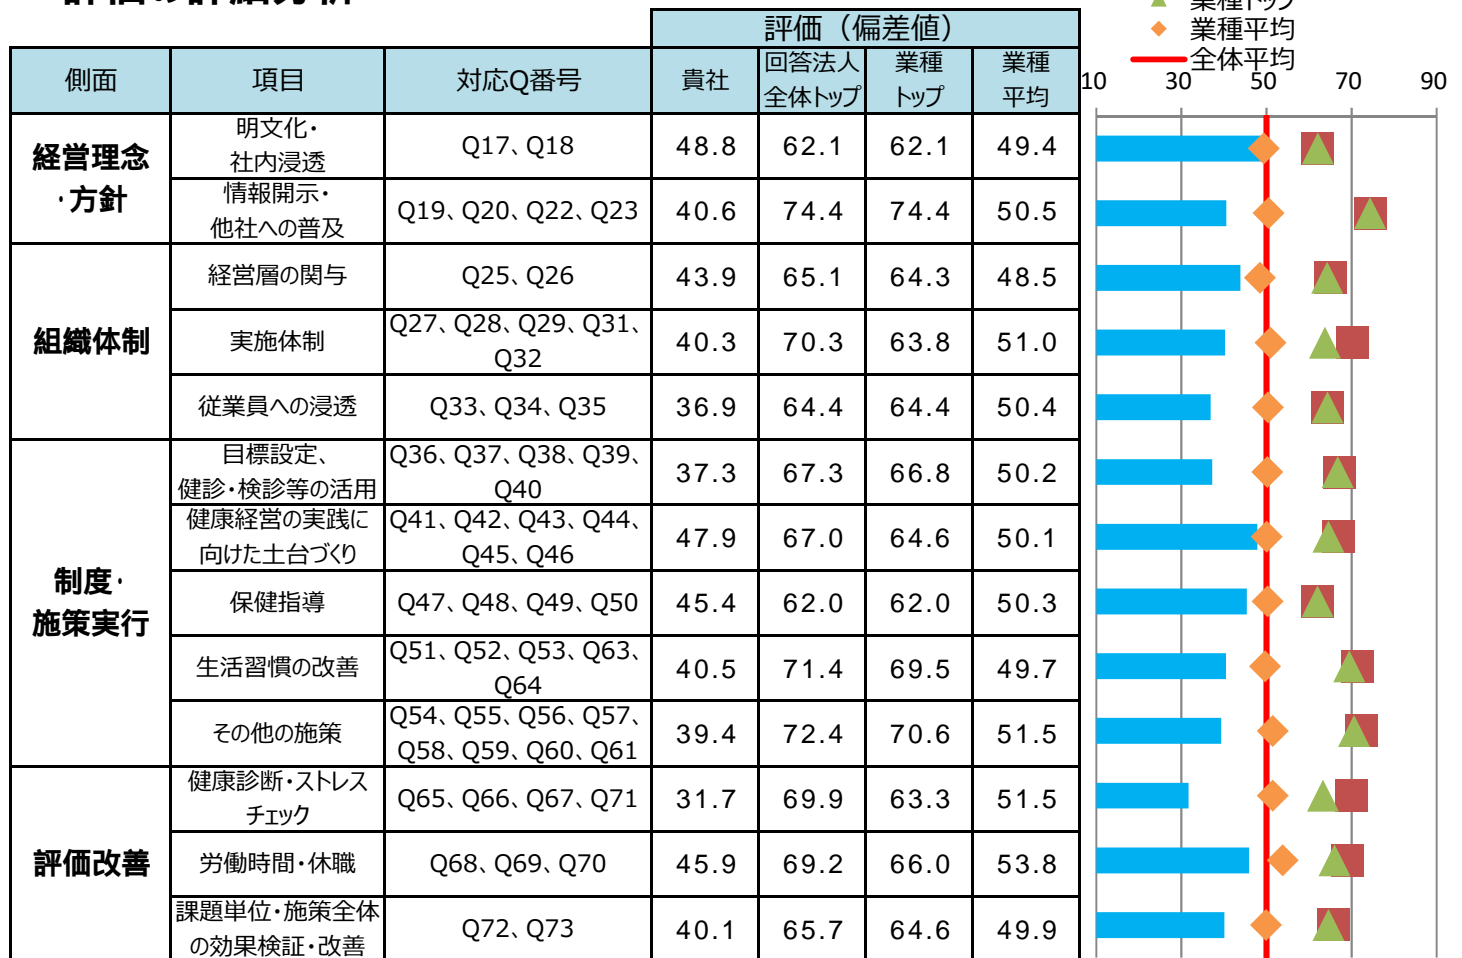 評価の詳細分析
業種トップ
業種平均
全体平均
評価（偏差値）
側面 項目 対応Q番号 貴社 回答法人全体トップ 業種トップ 業種平均
10 30 50 70 90
経営理念・方針
明文化・社内浸透 Q17、Q18 48.8 62.1 62.1 49.4
情報開示・他社への普及 Q19、Q20、Q22、Q23 40.6 74.4 74.4 50.5
組織体制
経営層の関与 Q25、Q26 43.9 65.1 64.3 48.5
実施体制 Q27、Q28、Q29、Q31、Q32 40.3 70.3 63.8 51.0
従業員への浸透 Q33、Q34、Q35 36.9 64.4 64.4 50.4
制度・施策実行
目標設定、健診・検診等の活用 Q36、Q37、Q38、Q39、Q40 37.3 67.3 66.8 50.2
健康経営の実践に向けた土台づくり Q41、Q42、Q43、Q44、Q45、Q46 47.9 67.0 64.6 50.1
保健指導 Q47、Q48、Q49、Q50 45.4 62.0 62.0 50.3
生活習慣の改善 Q51、Q52、Q53、Q63、Q64 40.5 71.4 69.5 49.7
その他の施策 Q54、Q55、Q56、Q57、Q58、Q59、Q60、Q61 39.4 72.4 70.6 51.5
評価改善
健康診断・ストレスチェック Q65、Q66、Q67、Q71 31.7 69.9 63.3 51.5
労働時間・休職 Q68、Q69、Q70 45.9 69.2 66.0 53.8
課題単位・施策全体の効果検証・改善 Q72、Q73 40.1 65.7 64.6 49.9